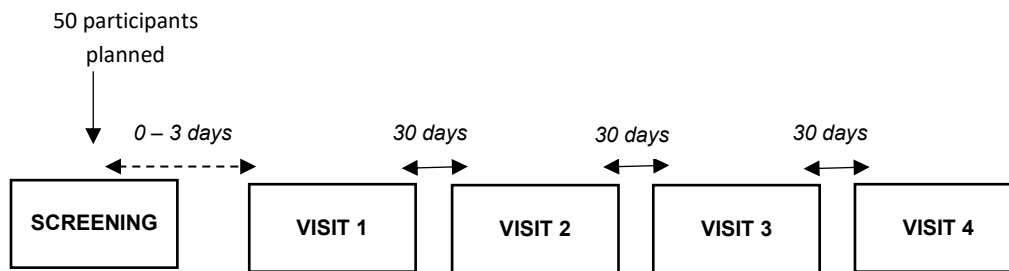 50 participants
planned
0 – 3 days
30 days
30 days
30 days
SCREENING
VISIT 1
VISIT 2
VISIT 3
VISIT 4